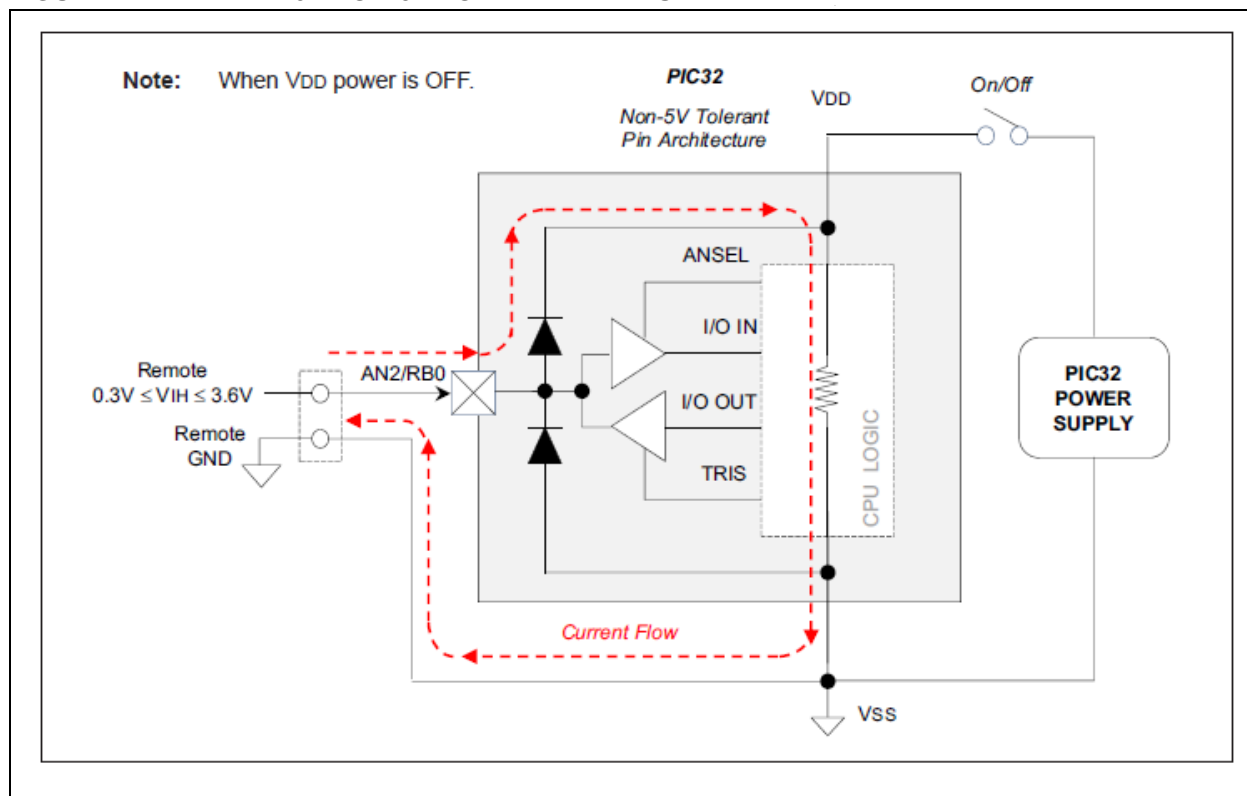 Note: When VDD power is OFF.
PIC32
Non-5V Tolerant
Pin Architecture
VDD
On/Off
ANSEL
I/O IN
Remote
0.3V ≤ VIH ≤ 3.6V
AN2/RB0
I/O OUT
Remote
GND
TRIS
CPU LOGIC
PIC32
POWER
SUPPLY
Current Flow
VSS